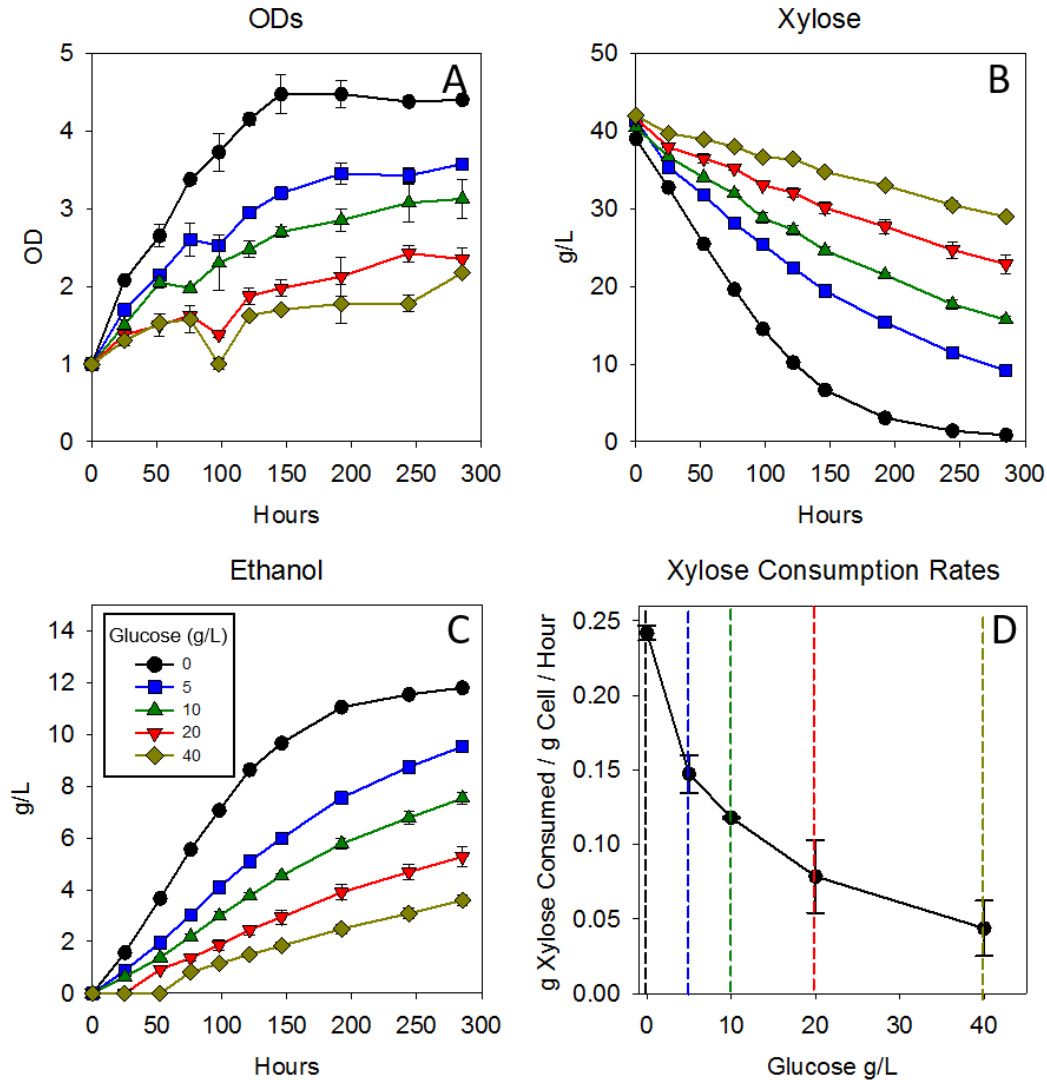 ODs
A
5
4
3
2
1
0
OD
0 50 100 150 200 250 300
Hours
Xylose
B
50
40
30
20
10
0
g/L
0 50 100 150 200 250 300
Hours
Ethanol
C
14
12
10
8
6
4
2
0
g/L
Glucose (g/L)
0
5
10
20
40
0 50 100 150 200 250 300
Hours
Xylose Consumption Rates
D
0.25
0.20
0.15
0.10
0.05
0.00
g Xylose Consumed / g Cell / Hour
0 10 20 30 40
Glucose g/L